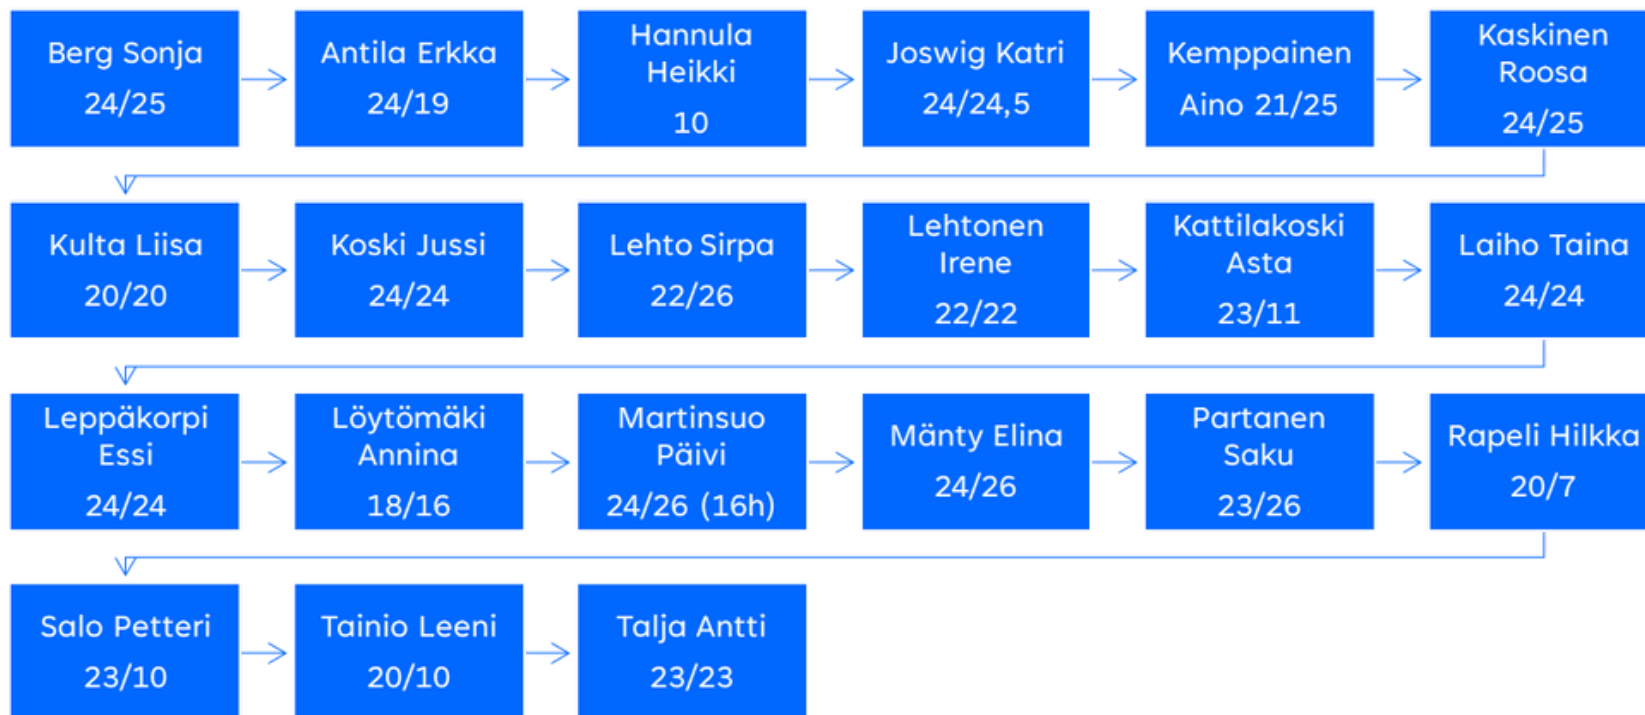 Berg Sonja
24/25
Antila Erkka
24/19
Hannula
Heikki
10
Joswig Katri
24/24,5
Kemppainen
Aino 21/25
Kaskinen
Roosa
24/25
Kulta Liisa
20/20
Koski Jussi
24/24
Lehto Sirpa
22/26
Lehtonen
Irene
22/22
Kattilakoski
Asta
23/11
Laiho Taina
24/24
Leppäkorpi
Essi
24/24
Löytömäki
Annina
18/16
Martinsuo
Päivi
24/26 (16h)
Mänty Elina
24/26
Partanen
Saku
23/26
Rapeli Hilkka
20/7
Salo Petteri
23/10
Tainio Leeni
20/10
Talja Antti
23/23